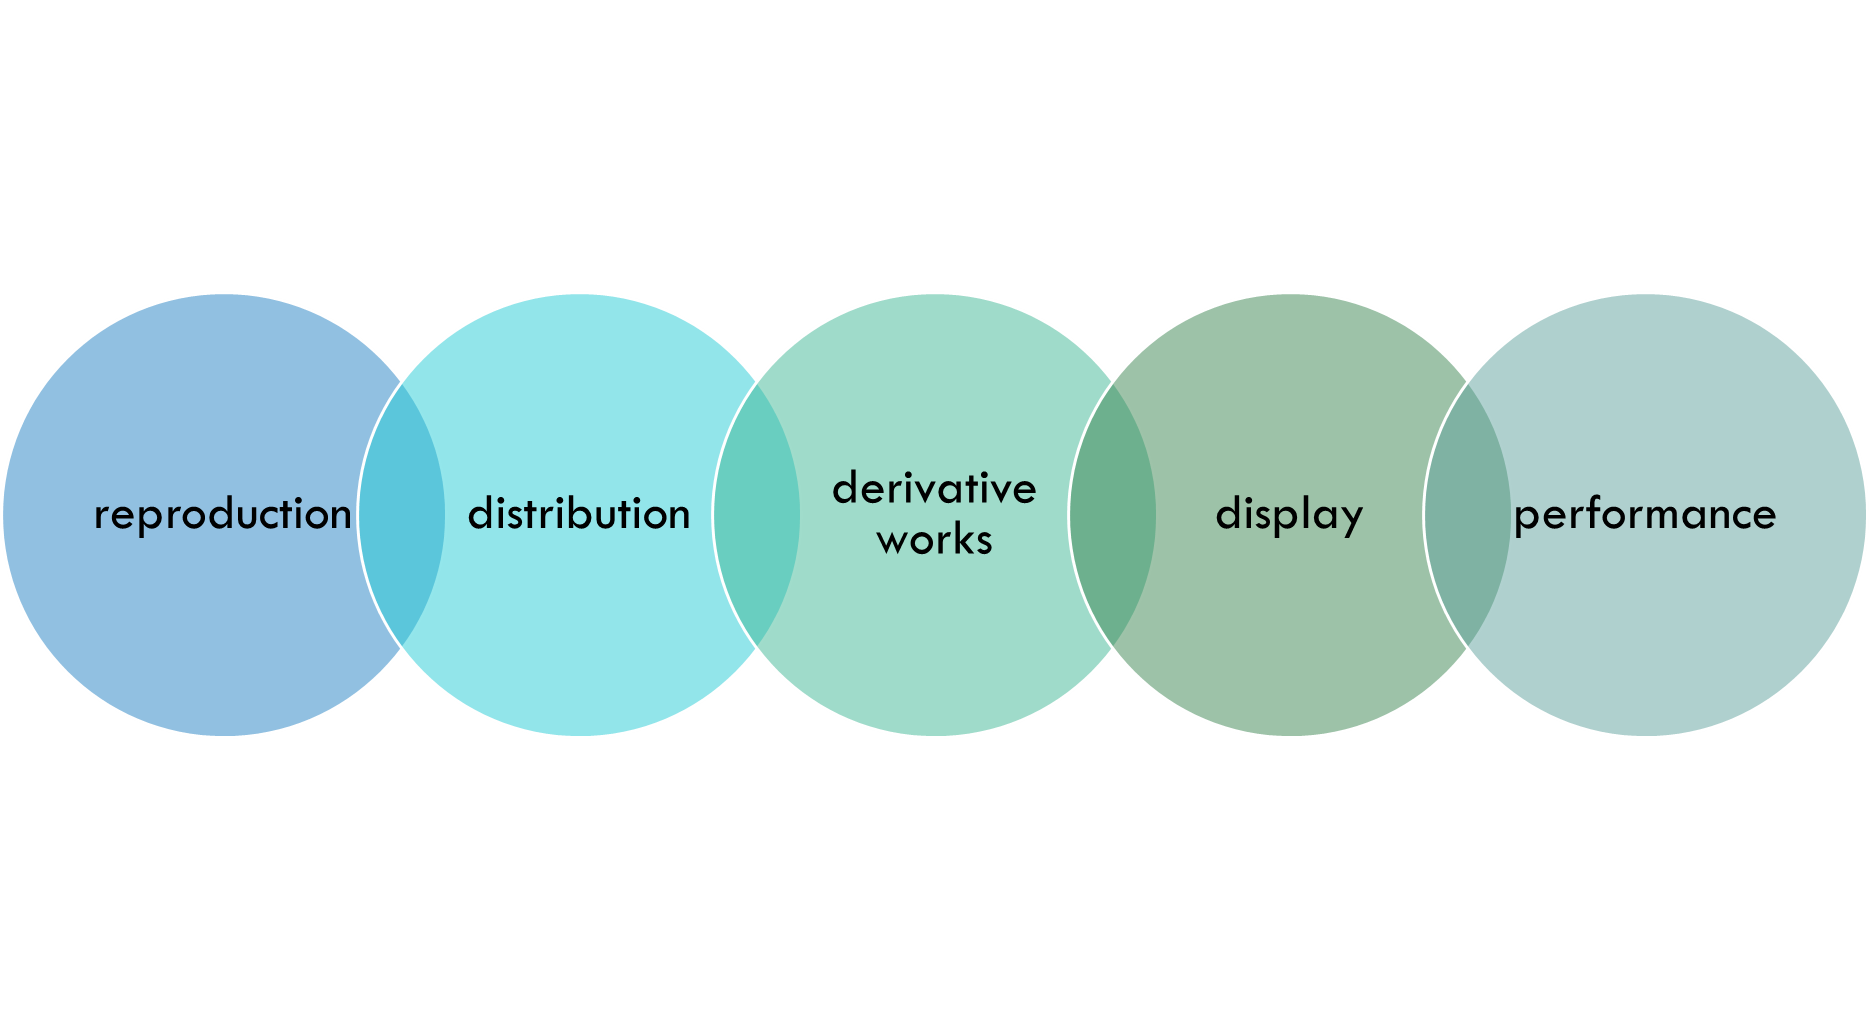 reproduction
distribution
derivative
works
display
performance